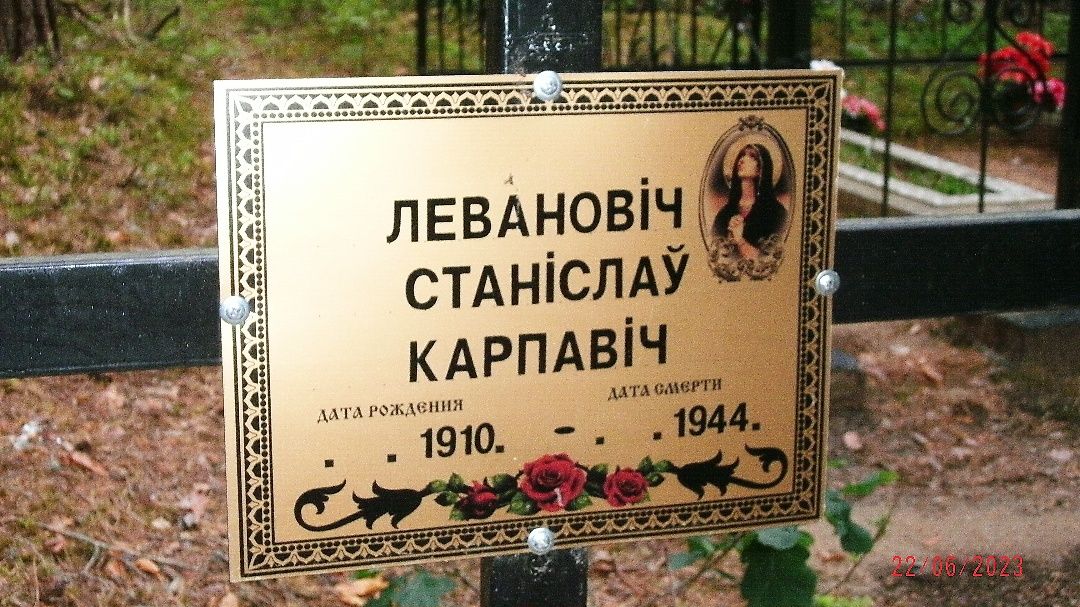 ЛЕВАНОВІЧ
СТАНІСЛАЎ
КАРПАВІЧ
ДАТА РОЖДЕНИЯ
ДАТА СМЕРТИ
. . 1910. - . . 1944.
22/06/2023